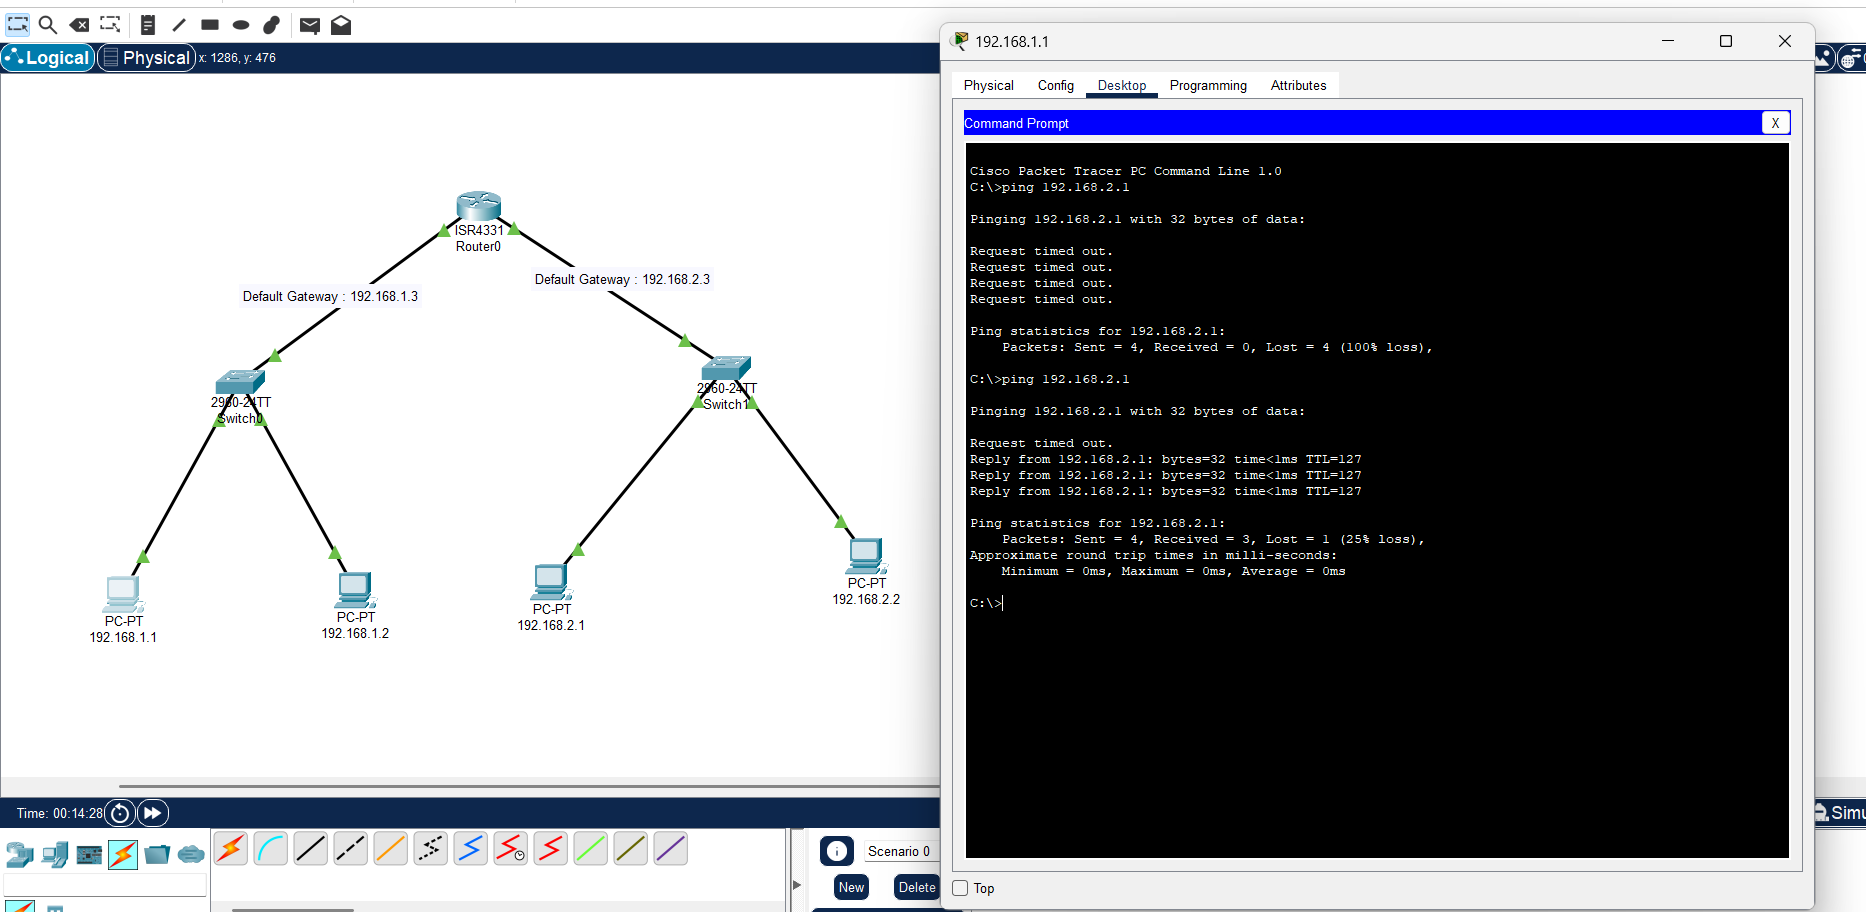 Logical
Physical
x: 1286, y: 476
ISR4331
Router0
Default Gateway : 192.168.1.3
Default Gateway : 192.168.2.3
2960-24TT
Switch0
2960-24TT
Switch1
PC-PT
192.168.1.1
PC-PT
192.168.1.2
PC-PT
192.168.2.1
PC-PT
192.168.2.2
Time: 00:14:28
Scenario 0
New
Delete
Simu
192.168.1.1
Physical
Config
Desktop
Programming
Attributes
Command Prompt
X
Cisco Packet Tracer PC Command Line 1.0
C:\>ping 192.168.2.1
Pinging 192.168.2.1 with 32 bytes of data:
Request timed out.
Request timed out.
Request timed out.
Request timed out.
Ping statistics for 192.168.2.1:
Packets: Sent = 4, Received = 0, Lost = 4 (100% loss),
C:\>ping 192.168.2.1
Pinging 192.168.2.1 with 32 bytes of data:
Request timed out.
Reply from 192.168.2.1: bytes=32 time<1ms TTL=127
Reply from 192.168.2.1: bytes=32 time<1ms TTL=127
Reply from 192.168.2.1: bytes=32 time<1ms TTL=127
Ping statistics for 192.168.2.1:
Packets: Sent = 4, Received = 3, Lost = 1 (25% loss),
Approximate round trip times in milli-seconds:
Minimum = 0ms, Maximum = 0ms, Average = 0ms
C:\>
Top